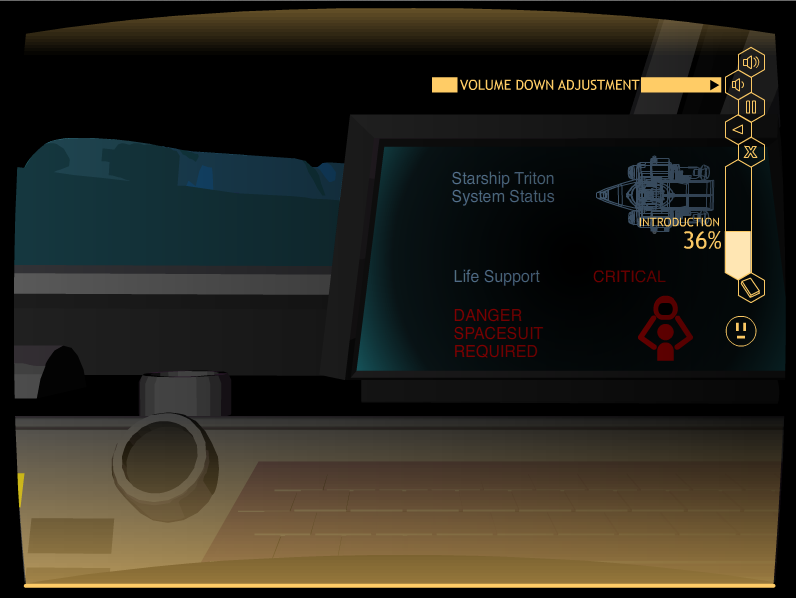 VOLUME DOWN ADJUSTMENT
Starship Triton
System Status
INTRODUCTION
36%
Life Support CRITICAL
DANGER
SPACESUIT
REQUIRED